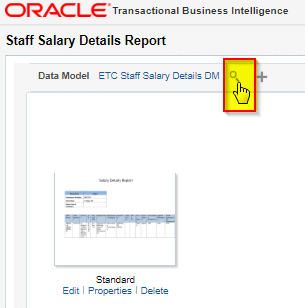 ORACLE® Transactional Business Intelligence
Staff Salary Details Report
Data Model ETC Staff Salary Details DM
Salary Details Report
Standard
Edit | Properties | Delete